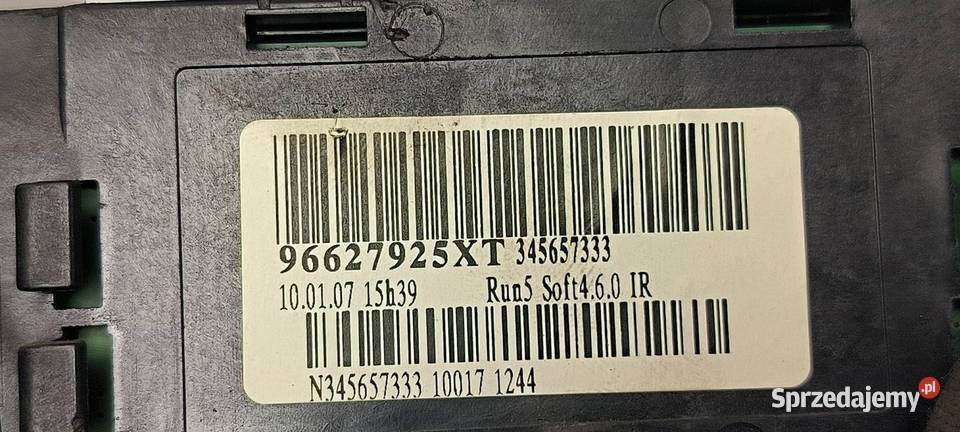 96627925XT 345657333
10.01.07 15h39 Run5 Soft4.6.0 IR
N345657333 10017 1244
Sprzedajemy.pl